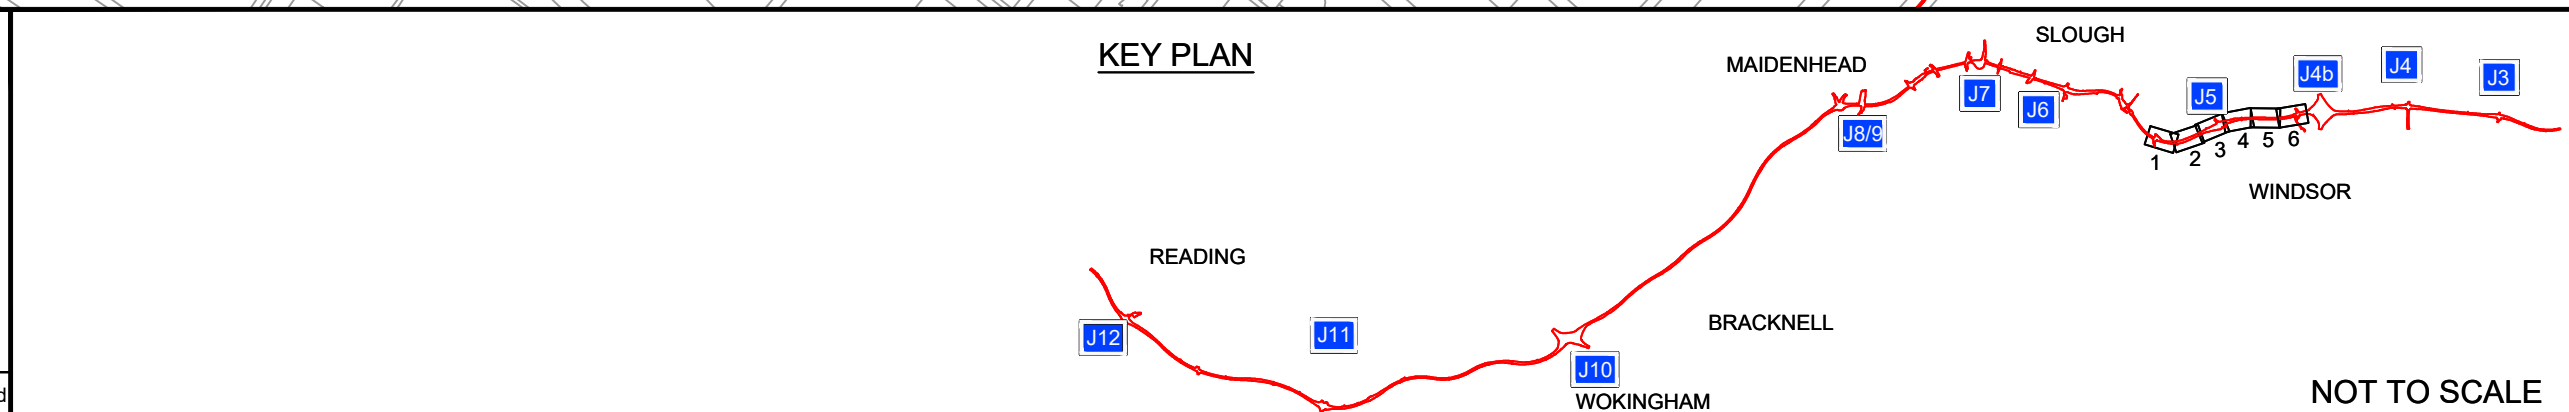 KEY PLAN
SLOUGH
MAIDENHEAD
J4b
J4
J3
J7
J5
J6
J8/9
1
2
3
4
5
6
WINDSOR
READING
BRACKNELL
J12
J11
J10
WOKINGHAM
NOT TO SCALE